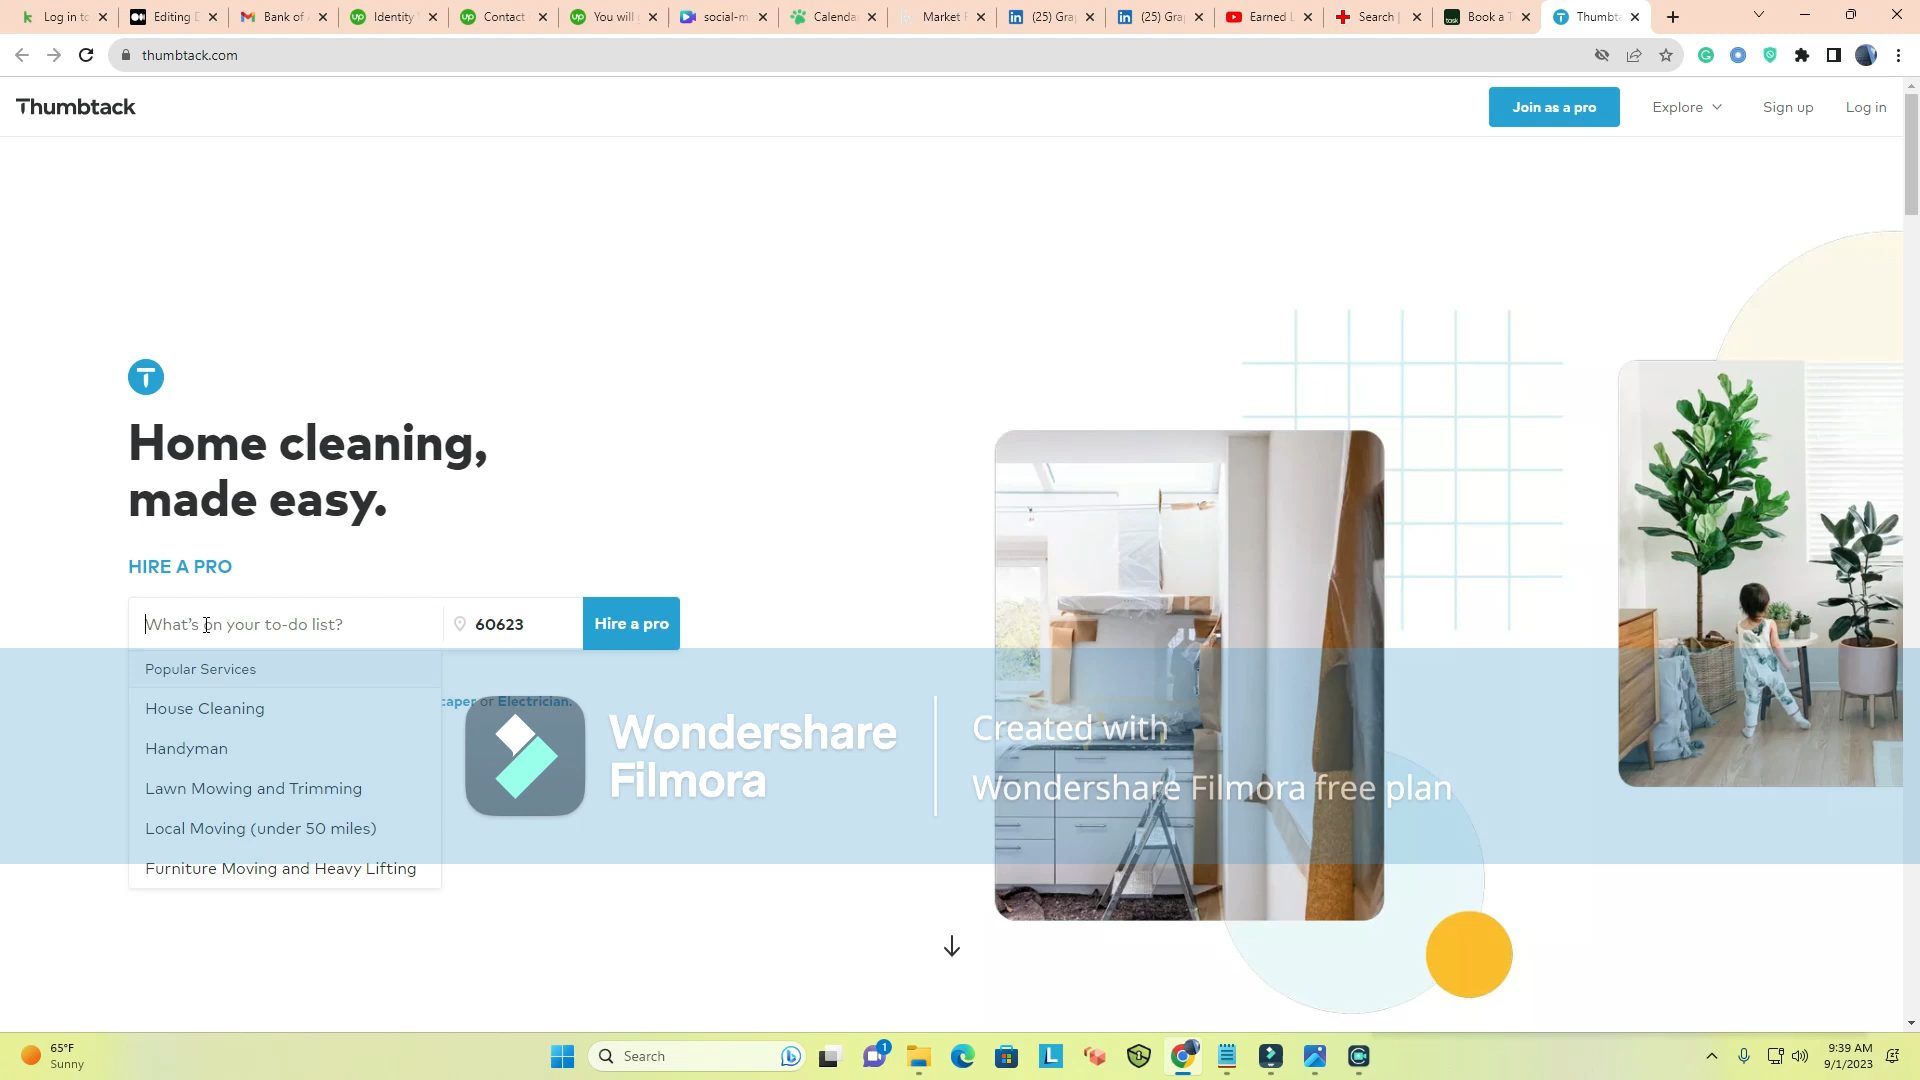 Log in to
Editing D
Bank of
Identity
Contact
You will
social-m
Calenda
Market
(25) Gra
(25) Gra
Earned
Search
Book a T
Thumbta
thumbtack.com
Thumbtack
Join as a pro
Explore
Sign up
Log in
Home cleaning,
made easy.
HIRE A PRO
What's on your to-do list?
60623
Hire a pro
Popular Services
House Cleaning
caper or Electrician.
Handyman
Lawn Mowing and Trimming
Local Moving (under 50 miles)
Furniture Moving and Heavy Lifting
Wondershare
Filmora
Created with
Wondershare Filmora free plan
65°F
Sunny
Search
1
9:39 AM
9/1/2023